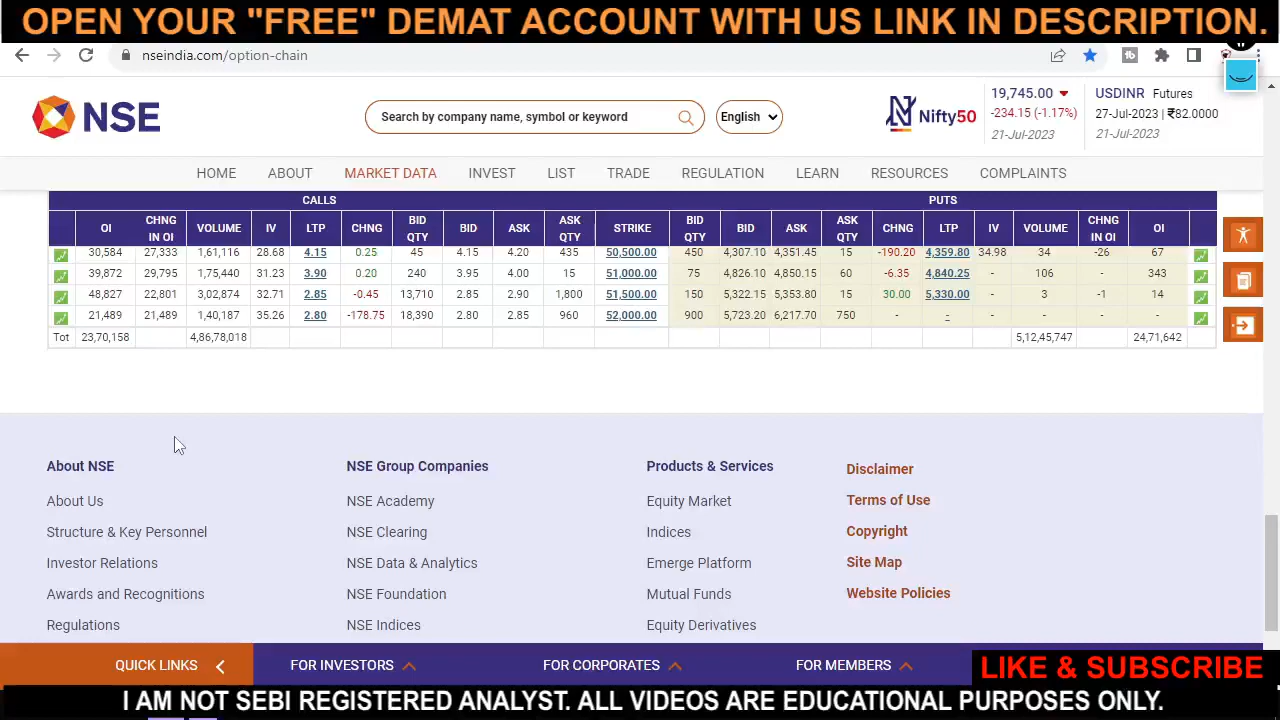 OPEN YOUR "FREE" DEMAT ACCOUNT WITH US LINK IN DESCRIPTION.
nseindia.com/option-chain
NSE
Search by company name, symbol or keyword
English
Nifty50
19,745.00
-234.15 (-1.17%)
21-Jul-2023
USDINR Futures
27-Jul-2023 | ₹82.0000
21-Jul-2023
HOME ABOUT MARKET DATA INVEST LIST TRADE REGULATION LEARN RESOURCES COMPLAINTS
CALLS PUTS
OI CHNG IN OI VOLUME IV LTP CHNG BID QTY BID ASK ASK QTY STRIKE BID QTY BID ASK ASK QTY CHNG LTP IV VOLUME CHNG IN OI OI
30,584 27,333 1,61,116 28.68 4.15 0.25 45 4.15 4.20 435 50,500.00 450 4,307.10 4,351.45 15 -190.20 4,359.80 34.98 34 -26 67
39,872 29,795 1,75,440 31.23 3.90 0.20 240 3.95 4.00 15 51,000.00 75 4,826.10 4,850.15 60 -6.35 4,840.25 - 106 - 343
48,827 22,801 3,02,874 32.71 2.85 -0.45 13,710 2.85 2.90 1,800 51,500.00 150 5,322.15 5,353.80 15 30.00 5,330.00 - 3 -1 14
21,489 21,489 1,40,187 35.26 2.80 -178.75 18,390 2.80 2.85 960 52,000.00 900 5,723.20 6,217.70 750 - - - - - -
Tot 23,70,158 4,86,78,018 5,12,45,747 24,71,642
About NSE
About Us
Structure & Key Personnel
Investor Relations
Awards and Recognitions
Regulations
NSE Group Companies
NSE Academy
NSE Clearing
NSE Data & Analytics
NSE Foundation
NSE Indices
Products & Services
Equity Market
Indices
Emerge Platform
Mutual Funds
Equity Derivatives
Disclaimer
Terms of Use
Copyright
Site Map
Website Policies
QUICK LINKS FOR INVESTORS FOR CORPORATES FOR MEMBERS
LIKE & SUBSCRIBE
I AM NOT SEBI REGISTERED ANALYST. ALL VIDEOS ARE EDUCATIONAL PURPOSES ONLY.